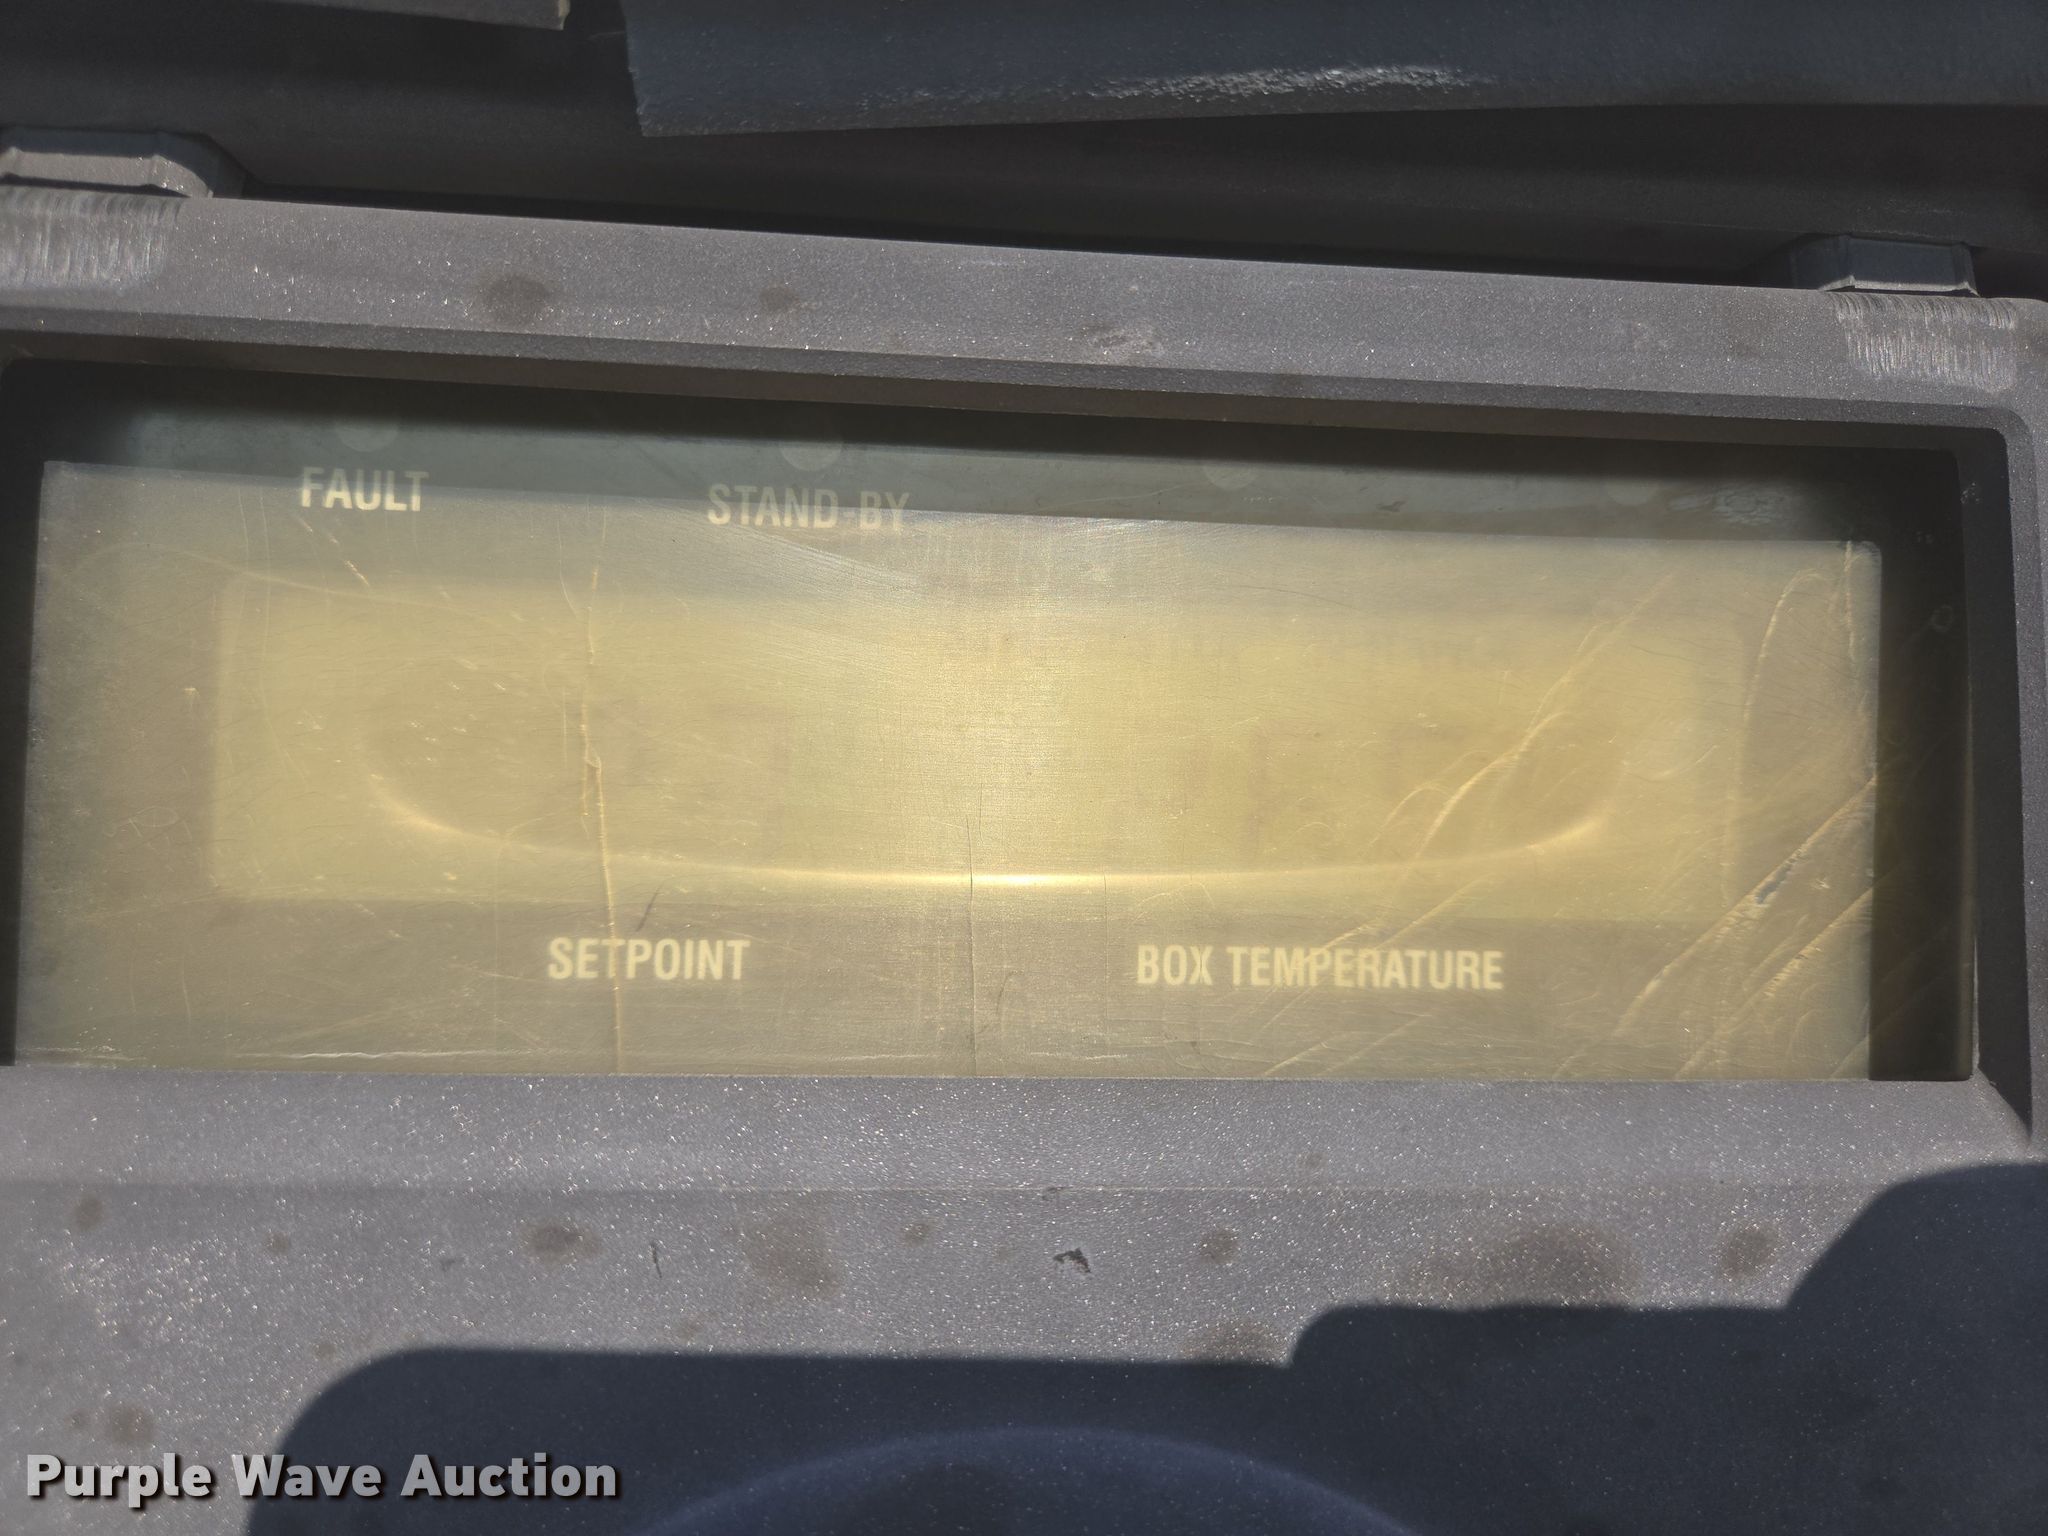 FAULT
STAND-BY
SETPOINT
BOX TEMPERATURE
Purple Wave Auction